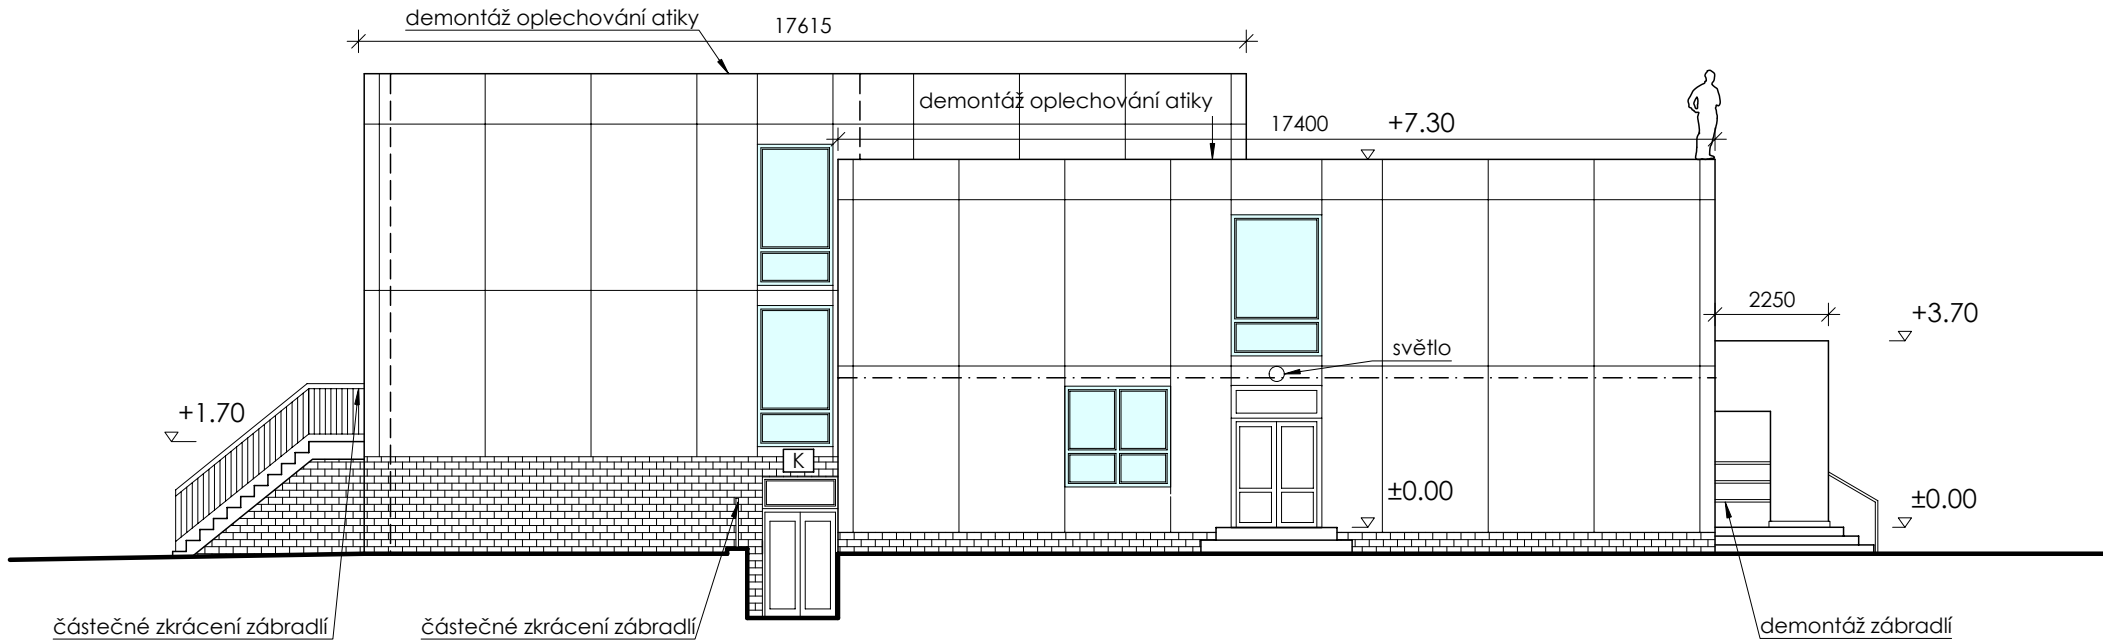 demontáž oplechování atiky
17615
demontáž oplechování atiky
17400
+7.30
2250
+3.70
světlo
+1.70
K
±0.00
±0.00
částečné zkrácení zábradlí
částečné zkrácení zábradlí
demontáž zábradlí